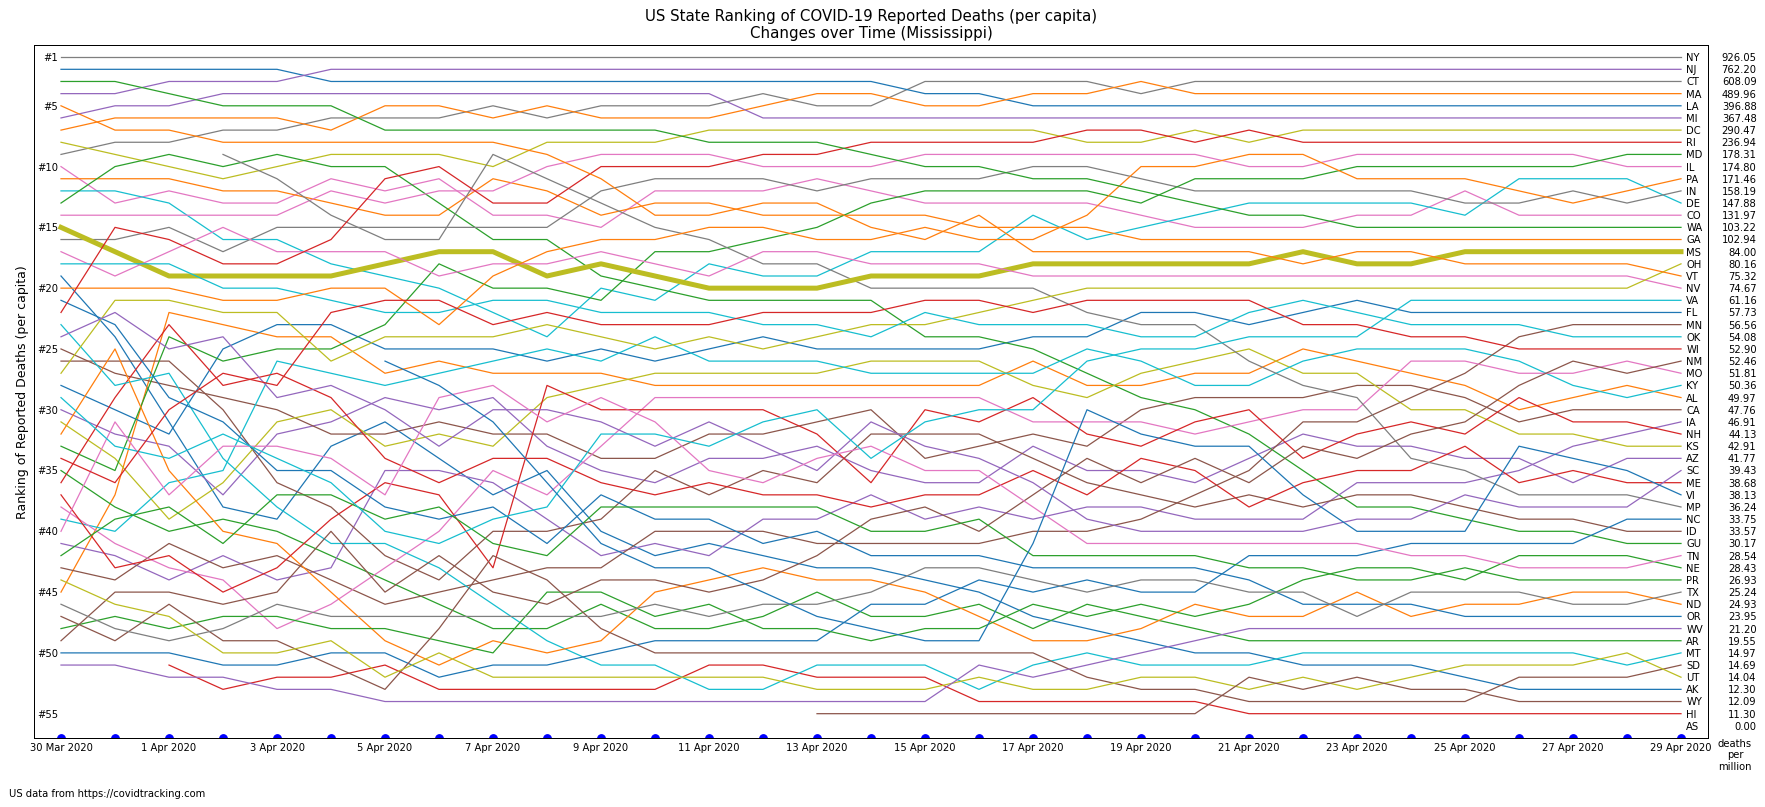 US State Ranking of COVID-19 Reported Deaths (per capita)
Changes over Time (Mississippi)
Ranking of Reported Deaths (per capita)
#1
#5
#10
#15
#20
#25
#30
#35
#40
#45
#50
#55
NY 926.05
NJ 762.20
CT 608.09
MA 489.96
LA 396.88
MI 367.48
DC 290.47
RI 236.94
MD 178.31
IL 174.80
PA 171.46
IN 158.19
DE 147.88
CO 131.97
WA 103.22
GA 102.94
MS 84.00
OH 80.16
VT 75.32
NV 74.67
VA 61.16
FL 57.73
MN 56.56
OK 54.08
WI 52.90
NM 52.46
MO 51.81
KY 50.36
AL 49.97
CA 47.76
IA 46.91
NH 44.13
KS 42.91
AZ 41.77
SC 39.43
ME 38.68
VI 38.13
MP 36.24
NC 33.75
ID 33.57
GU 30.17
TN 28.54
NE 28.43
PR 26.93
TX 25.24
ND 24.93
OR 23.95
WV 21.20
AR 19.55
MT 14.97
SD 14.69
UT 14.04
AK 12.30
WY 12.09
HI 11.30
AS 0.00
30 Mar 2020 1 Apr 2020 3 Apr 2020 5 Apr 2020 7 Apr 2020 9 Apr 2020 11 Apr 2020 13 Apr 2020 15 Apr 2020 17 Apr 2020 19 Apr 2020 21 Apr 2020 23 Apr 2020 25 Apr 2020 27 Apr 2020 29 Apr 2020
deaths
per
million
US data from https://covidtracking.com